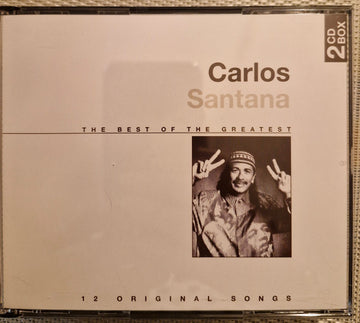 2 CD
BOX
Carlos
Santana
THE BEST OF THE GREATEST
12 ORIGINAL SONGS